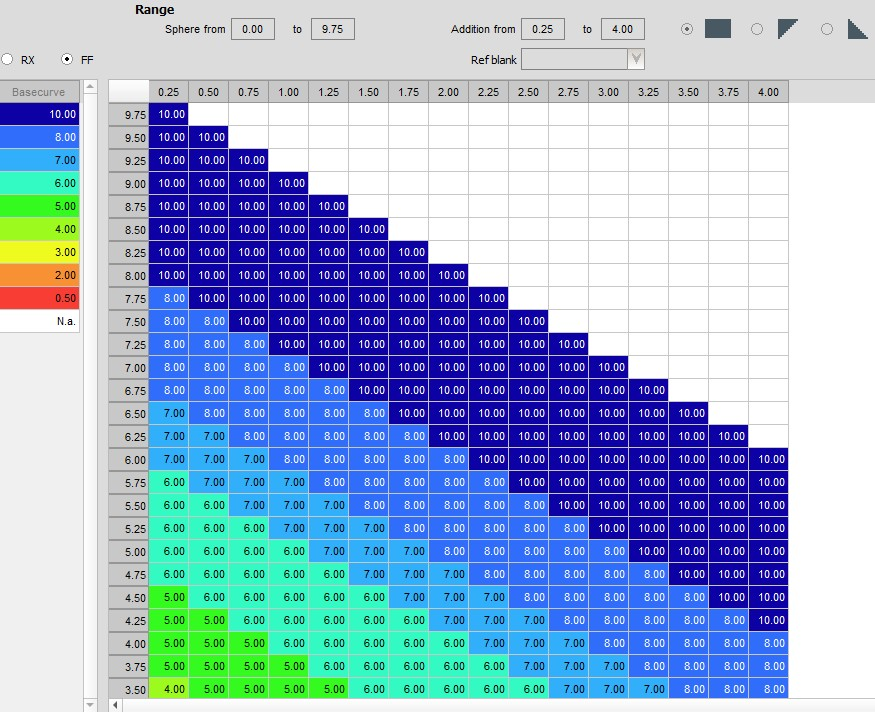 Range
Sphere from 0.00 to 9.75 Addition from 0.25 to 4.00
RX FF Ref blank
Basecurve
10.00
8.00
7.00
6.00
5.00
4.00
3.00
2.00
0.50
N.a.
0.25 0.50 0.75 1.00 1.25 1.50 1.75 2.00 2.25 2.50 2.75 3.00 3.25 3.50 3.75 4.00
9.75 10.00
9.50 10.00 10.00
9.25 10.00 10.00 10.00
9.00 10.00 10.00 10.00 10.00
8.75 10.00 10.00 10.00 10.00 10.00
8.50 10.00 10.00 10.00 10.00 10.00 10.00
8.25 10.00 10.00 10.00 10.00 10.00 10.00 10.00
8.00 10.00 10.00 10.00 10.00 10.00 10.00 10.00 10.00
7.75 8.00 10.00 10.00 10.00 10.00 10.00 10.00 10.00 10.00
7.50 8.00 8.00 10.00 10.00 10.00 10.00 10.00 10.00 10.00 10.00
7.25 8.00 8.00 8.00 10.00 10.00 10.00 10.00 10.00 10.00 10.00 10.00
7.00 8.00 8.00 8.00 8.00 10.00 10.00 10.00 10.00 10.00 10.00 10.00 10.00
6.75 8.00 8.00 8.00 8.00 8.00 10.00 10.00 10.00 10.00 10.00 10.00 10.00 10.00
6.50 7.00 8.00 8.00 8.00 8.00 8.00 10.00 10.00 10.00 10.00 10.00 10.00 10.00 10.00
6.25 7.00 7.00 8.00 8.00 8.00 8.00 8.00 10.00 10.00 10.00 10.00 10.00 10.00 10.00 10.00
6.00 7.00 7.00 7.00 8.00 8.00 8.00 8.00 8.00 10.00 10.00 10.00 10.00 10.00 10.00 10.00 10.00
5.75 6.00 7.00 7.00 7.00 8.00 8.00 8.00 8.00 8.00 10.00 10.00 10.00 10.00 10.00 10.00 10.00
5.50 6.00 6.00 7.00 7.00 7.00 8.00 8.00 8.00 8.00 8.00 10.00 10.00 10.00 10.00 10.00 10.00
5.25 6.00 6.00 6.00 7.00 7.00 7.00 8.00 8.00 8.00 8.00 8.00 10.00 10.00 10.00 10.00 10.00
5.00 6.00 6.00 6.00 6.00 7.00 7.00 7.00 8.00 8.00 8.00 8.00 8.00 10.00 10.00 10.00 10.00
4.75 6.00 6.00 6.00 6.00 6.00 7.00 7.00 7.00 8.00 8.00 8.00 8.00 8.00 10.00 10.00 10.00
4.50 5.00 6.00 6.00 6.00 6.00 6.00 7.00 7.00 7.00 8.00 8.00 8.00 8.00 8.00 10.00 10.00
4.25 5.00 5.00 6.00 6.00 6.00 6.00 6.00 7.00 7.00 7.00 8.00 8.00 8.00 8.00 8.00 10.00
4.00 5.00 5.00 5.00 6.00 6.00 6.00 6.00 6.00 7.00 7.00 7.00 8.00 8.00 8.00 8.00 8.00
3.75 5.00 5.00 5.00 5.00 6.00 6.00 6.00 6.00 6.00 7.00 7.00 7.00 8.00 8.00 8.00 8.00
3.50 4.00 5.00 5.00 5.00 5.00 6.00 6.00 6.00 6.00 6.00 7.00 7.00 7.00 8.00 8.00 8.00